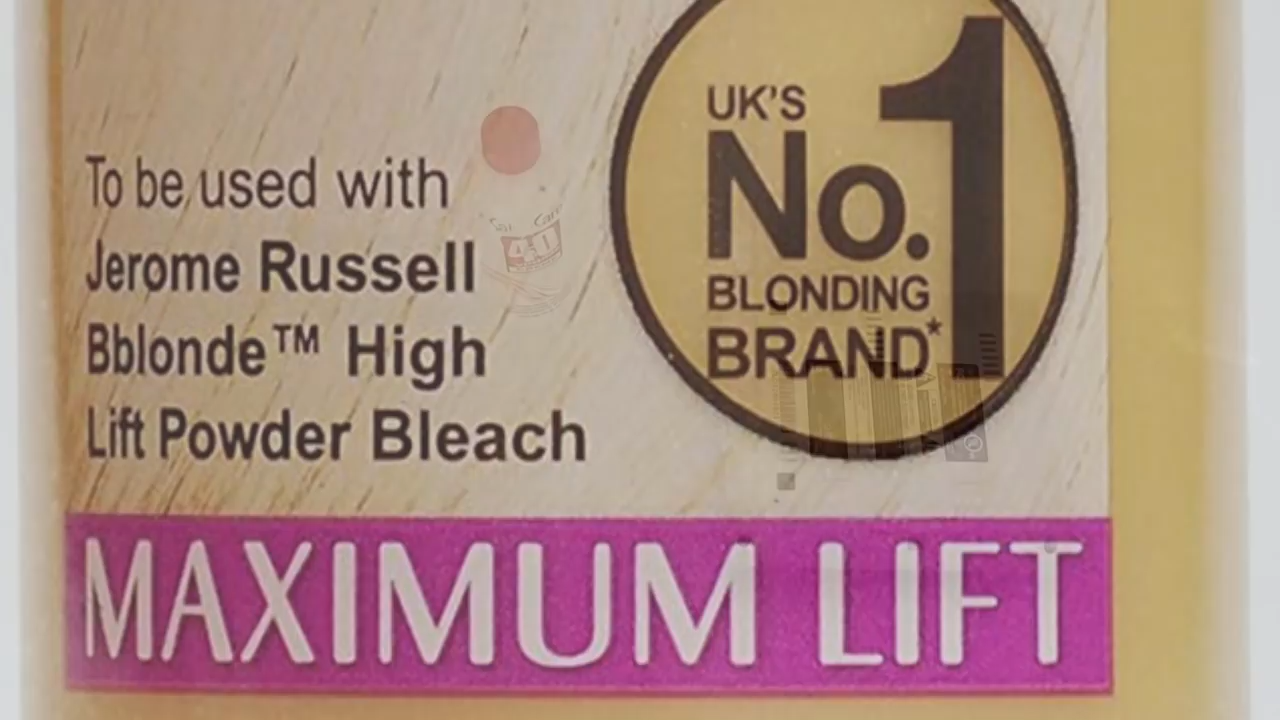 To be used with
Jerome Russell
Bblonde™ High
Lift Powder Bleach
UK'S
No.1
BLONDING
BRAND*
MAXIMUM LIFT